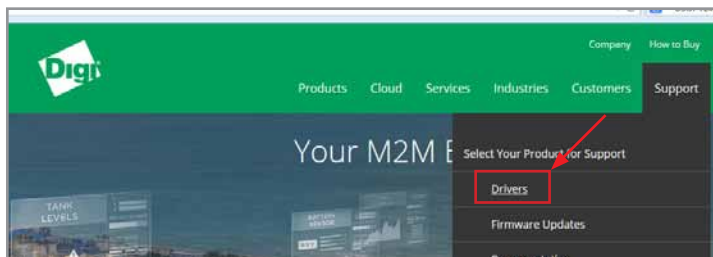 Company How to Buy
Digi
Products Cloud Services Industries Customers Support
Your M2M
Select Your Product for Support
TANK
LEVELS
Drivers
Firmware Updates